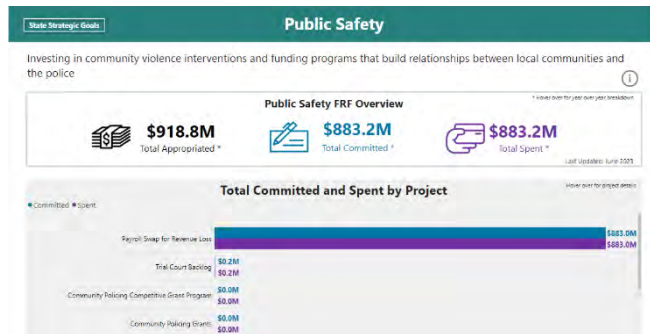 State Strategic Goals
Public Safety
Investing in community violence interventions and funding programs that build relationships between local communities and
the police
Public Safety FRF Overview
* Hover over for year over year breakdown
$918.8M
Total Appropriated *
$883.2M
Total Committed *
$883.2M
Total Spent *
Last Updated: June 2023
Total Committed and Spent by Project
Hover over for project details
Committed Spent
Payroll Swap for Revenue Loss
$883.0M
$883.0M
Trial Court Backlog
$0.2M
$0.2M
Community Policing Competitive Grant Program
$0.0M
$0.0M
Community Policing Grants
$0.0M
$0.0M